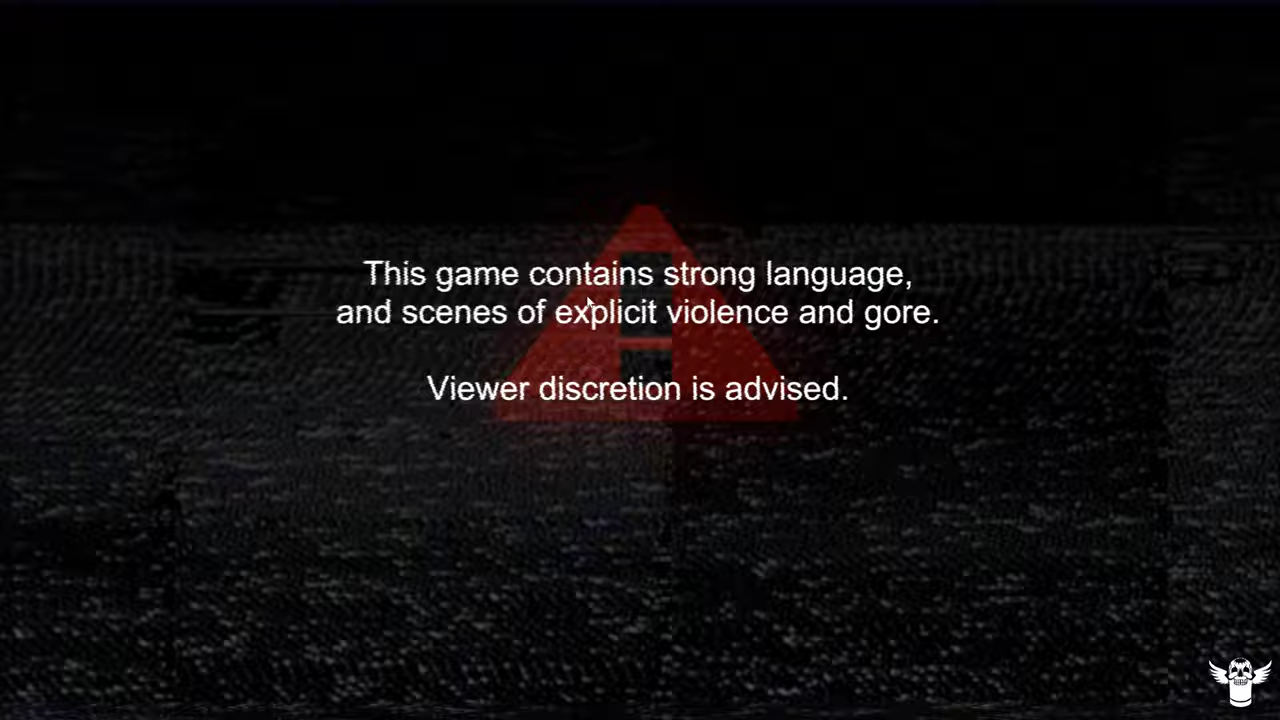 This game contains strong language,
and scenes of explicit violence and gore.
Viewer discretion is advised.